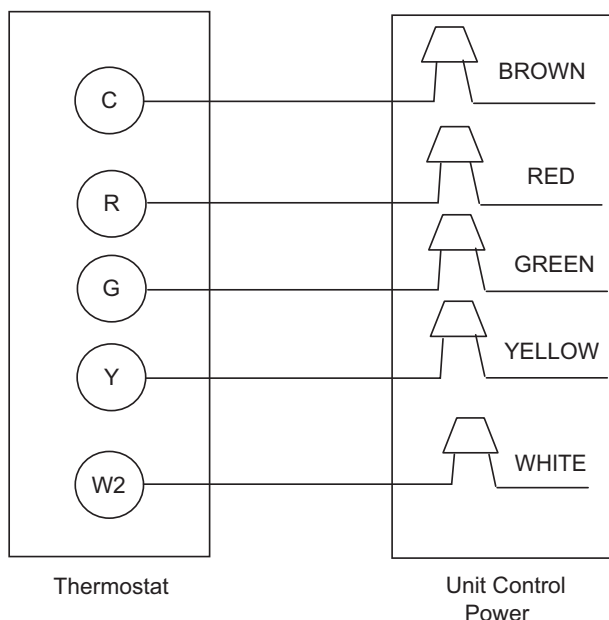 C
BROWN
R
RED
G
GREEN
Y
YELLOW
W2
WHITE
Thermostat
Unit Control
Power